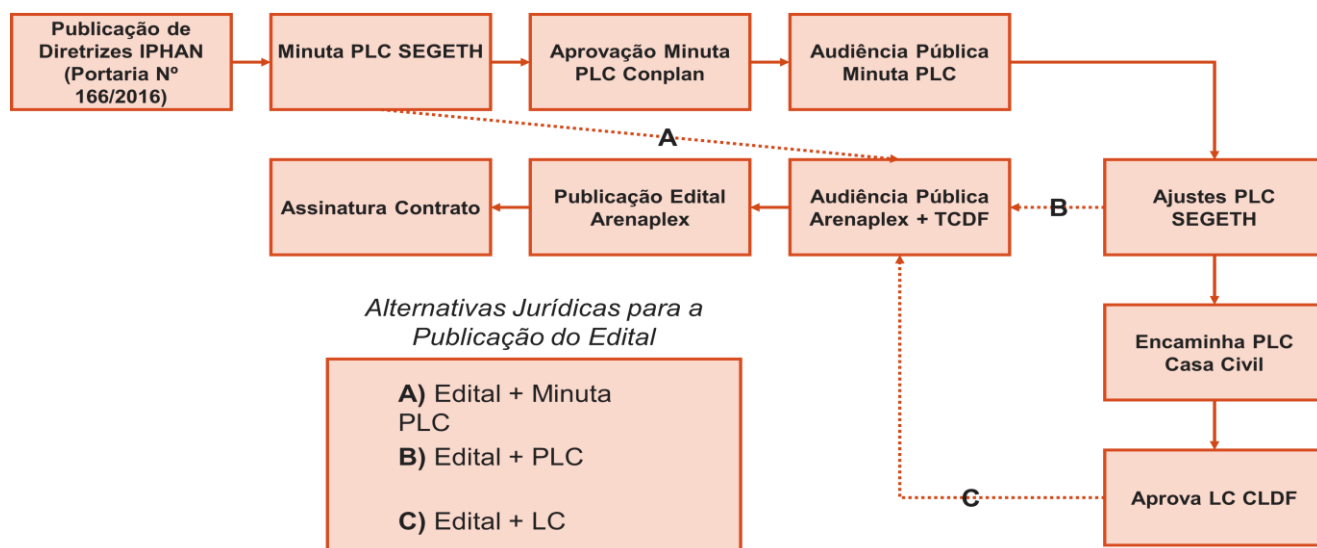 Publicação de
Diretrizes IPHAN
(Portaria Nº
166/2016)
Minuta PLC SEGETH
Aprovação Minuta
PLC Conplan
Audiência Pública
Minuta PLC
A
Assinatura Contrato
Publicação Edital
Arenaplex
Audiência Pública
Arenaplex + TCDF
B
Ajustes PLC
SEGETH
Alternativas Jurídicas para a
Publicação do Edital
A) Edital + Minuta
PLC
B) Edital + PLC
C) Edital + LC
Encaminha PLC
Casa Civil
C
Aprova LC CLDF